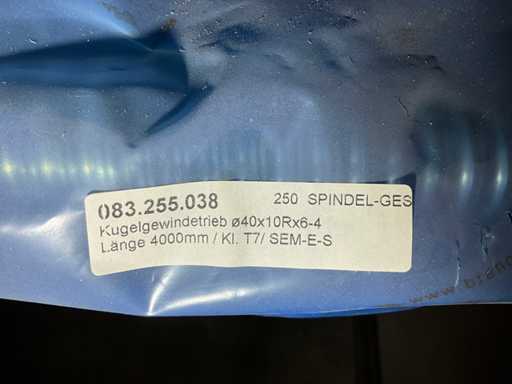 083.255.038 250 SPINDEL-GES
Kugelgewindetrieb ø40x10Rx6-4
Länge 4000mm / Kl. T7/ SEM-E-S